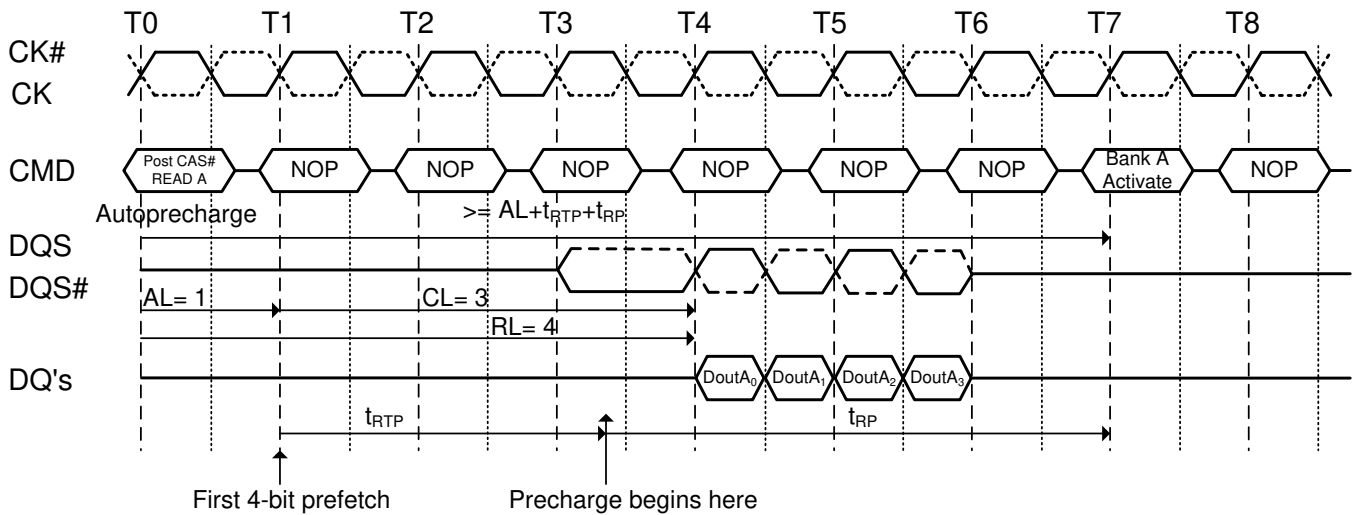 T0 T1 T2 T3 T4 T5 T6 T7 T8
CK#
CK
CMD
Post CAS#
READ A
NOP NOP NOP NOP NOP NOP
Bank A
Activate
NOP
Autoprecharge
>= AL+tRTP+tRP
DQS
DQS#
AL= 1 CL= 3
RL= 4
DQ's
DoutA0 DoutA1 DoutA2 DoutA3
tRTP tRP
First 4-bit prefetch Precharge begins here